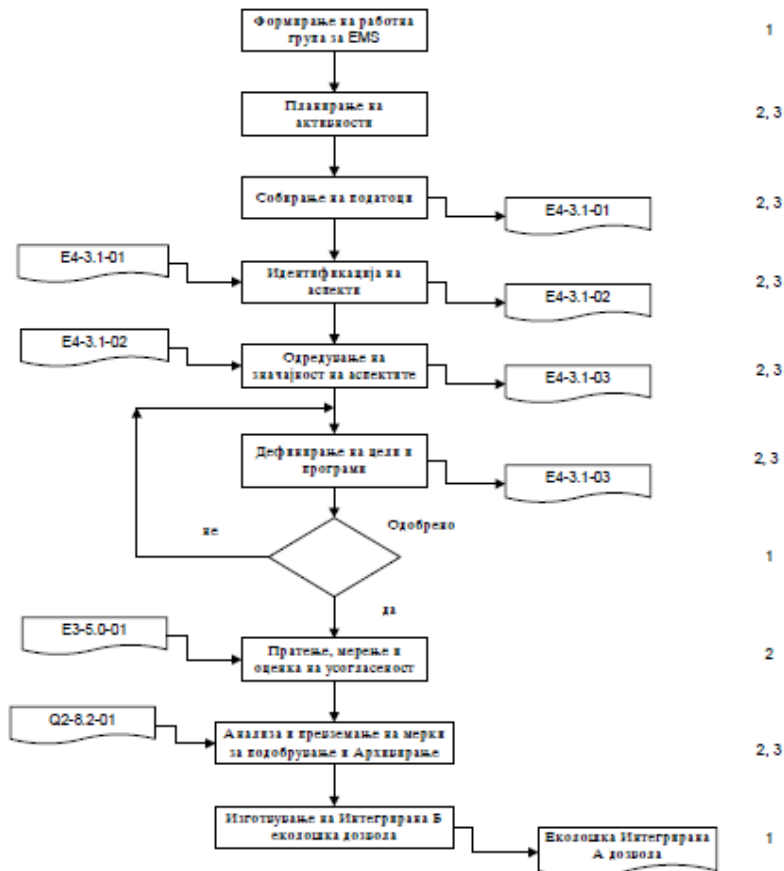 Формирање на работна
група за EMS
1
Планирање на
активности
2, 3
Собирање на податоци
E4-3.1-01
2, 3
E4-3.1-01
Идентификација на
аспекти
E4-3.1-02
2, 3
E4-3.1-02
Одредување на
значајност на аспектите
E4-3.1-03
2, 3
Дефинирање на цели и
програми
E4-3.1-03
2, 3
не
Одобрено
1
да
E3-5.0-01
Пратење, мерење и
оценка на усогласеност
2
Q2-8.2-01
Анализа и превземање на мерки
за подобрување и Архивирање
2, 3
Изготвување на Интегрирана Б
еколошка дозвола
Еколошка Интегрирана
А дозвола
1